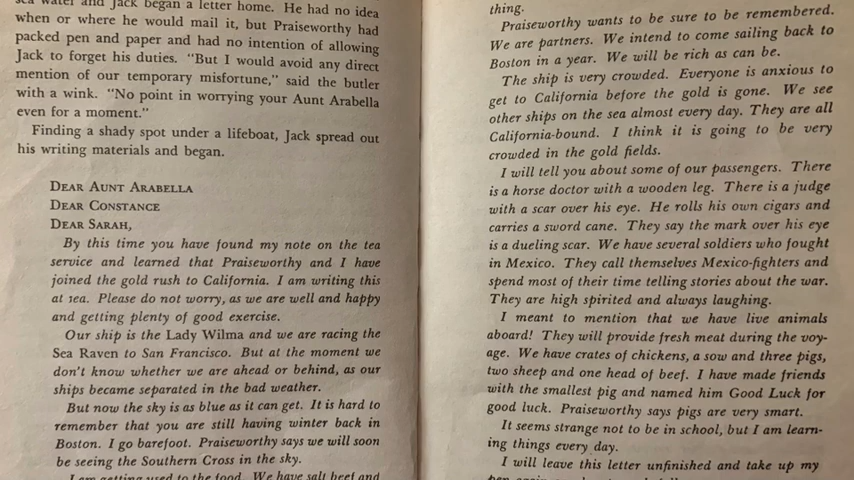 sea water and Jack began a letter home. He had no idea
when or where he would mail it, but Praiseworthy had
packed pen and paper and had no intention of allowing
Jack to forget his duties. "But I would avoid any direct
mention of our temporary misfortune," said the butler
with a wink. "No point in worrying your Aunt Arabella
even for a moment."
Finding a shady spot under a lifeboat, Jack spread out
his writing materials and began.
DEAR AUNT ARABELLA
DEAR CONSTANCE
DEAR SARAH,
By this time you have found my note on the tea
service and learned that Praiseworthy and I have
joined the gold rush to California. I am writing this
at sea. Please do not worry, as we are well and happy
and getting plenty of good exercise.
Our ship is the Lady Wilma and we are racing the
Sea Raven to San Francisco. But at the moment we
don't know whether we are ahead or behind, as our
ships became separated in the bad weather.
But now the sky is as blue as it can get. It is hard to
remember that you are still having winter back in
Boston. I go barefoot. Praiseworthy says we will soon
be seeing the Southern Cross in the sky.
I am getting used to the food. We have salt beef and
thing.
Praiseworthy wants to be sure to be remembered.
We are partners. We intend to come sailing back to
Boston in a year. We will be rich as can be.
The ship is very crowded. Everyone is anxious to
get to California before the gold is gone. We see
other ships on the sea almost every day. They are all
California-bound. I think it is going to be very
crowded in the gold fields.
I will tell you about some of our passengers. There
is a horse doctor with a wooden leg. There is a judge
with a scar over his eye. He rolls his own cigars and
carries a sword cane. They say the mark over his eye
is a dueling scar. We have several soldiers who fought
in Mexico. They call themselves Mexico-fighters and
spend most of their time telling stories about the war.
They are high spirited and always laughing.
I meant to mention that we have live animals
aboard! They will provide fresh meat during the voy-
age. We have crates of chickens, a sow and three pigs,
two sheep and one head of beef. I have made friends
with the smallest pig and named him Good Luck for
good luck. Praiseworthy says pigs are very smart.
It seems strange not to be in school, but I am learn-
ing things every day.
I will leave this letter unfinished and take up my
pen again